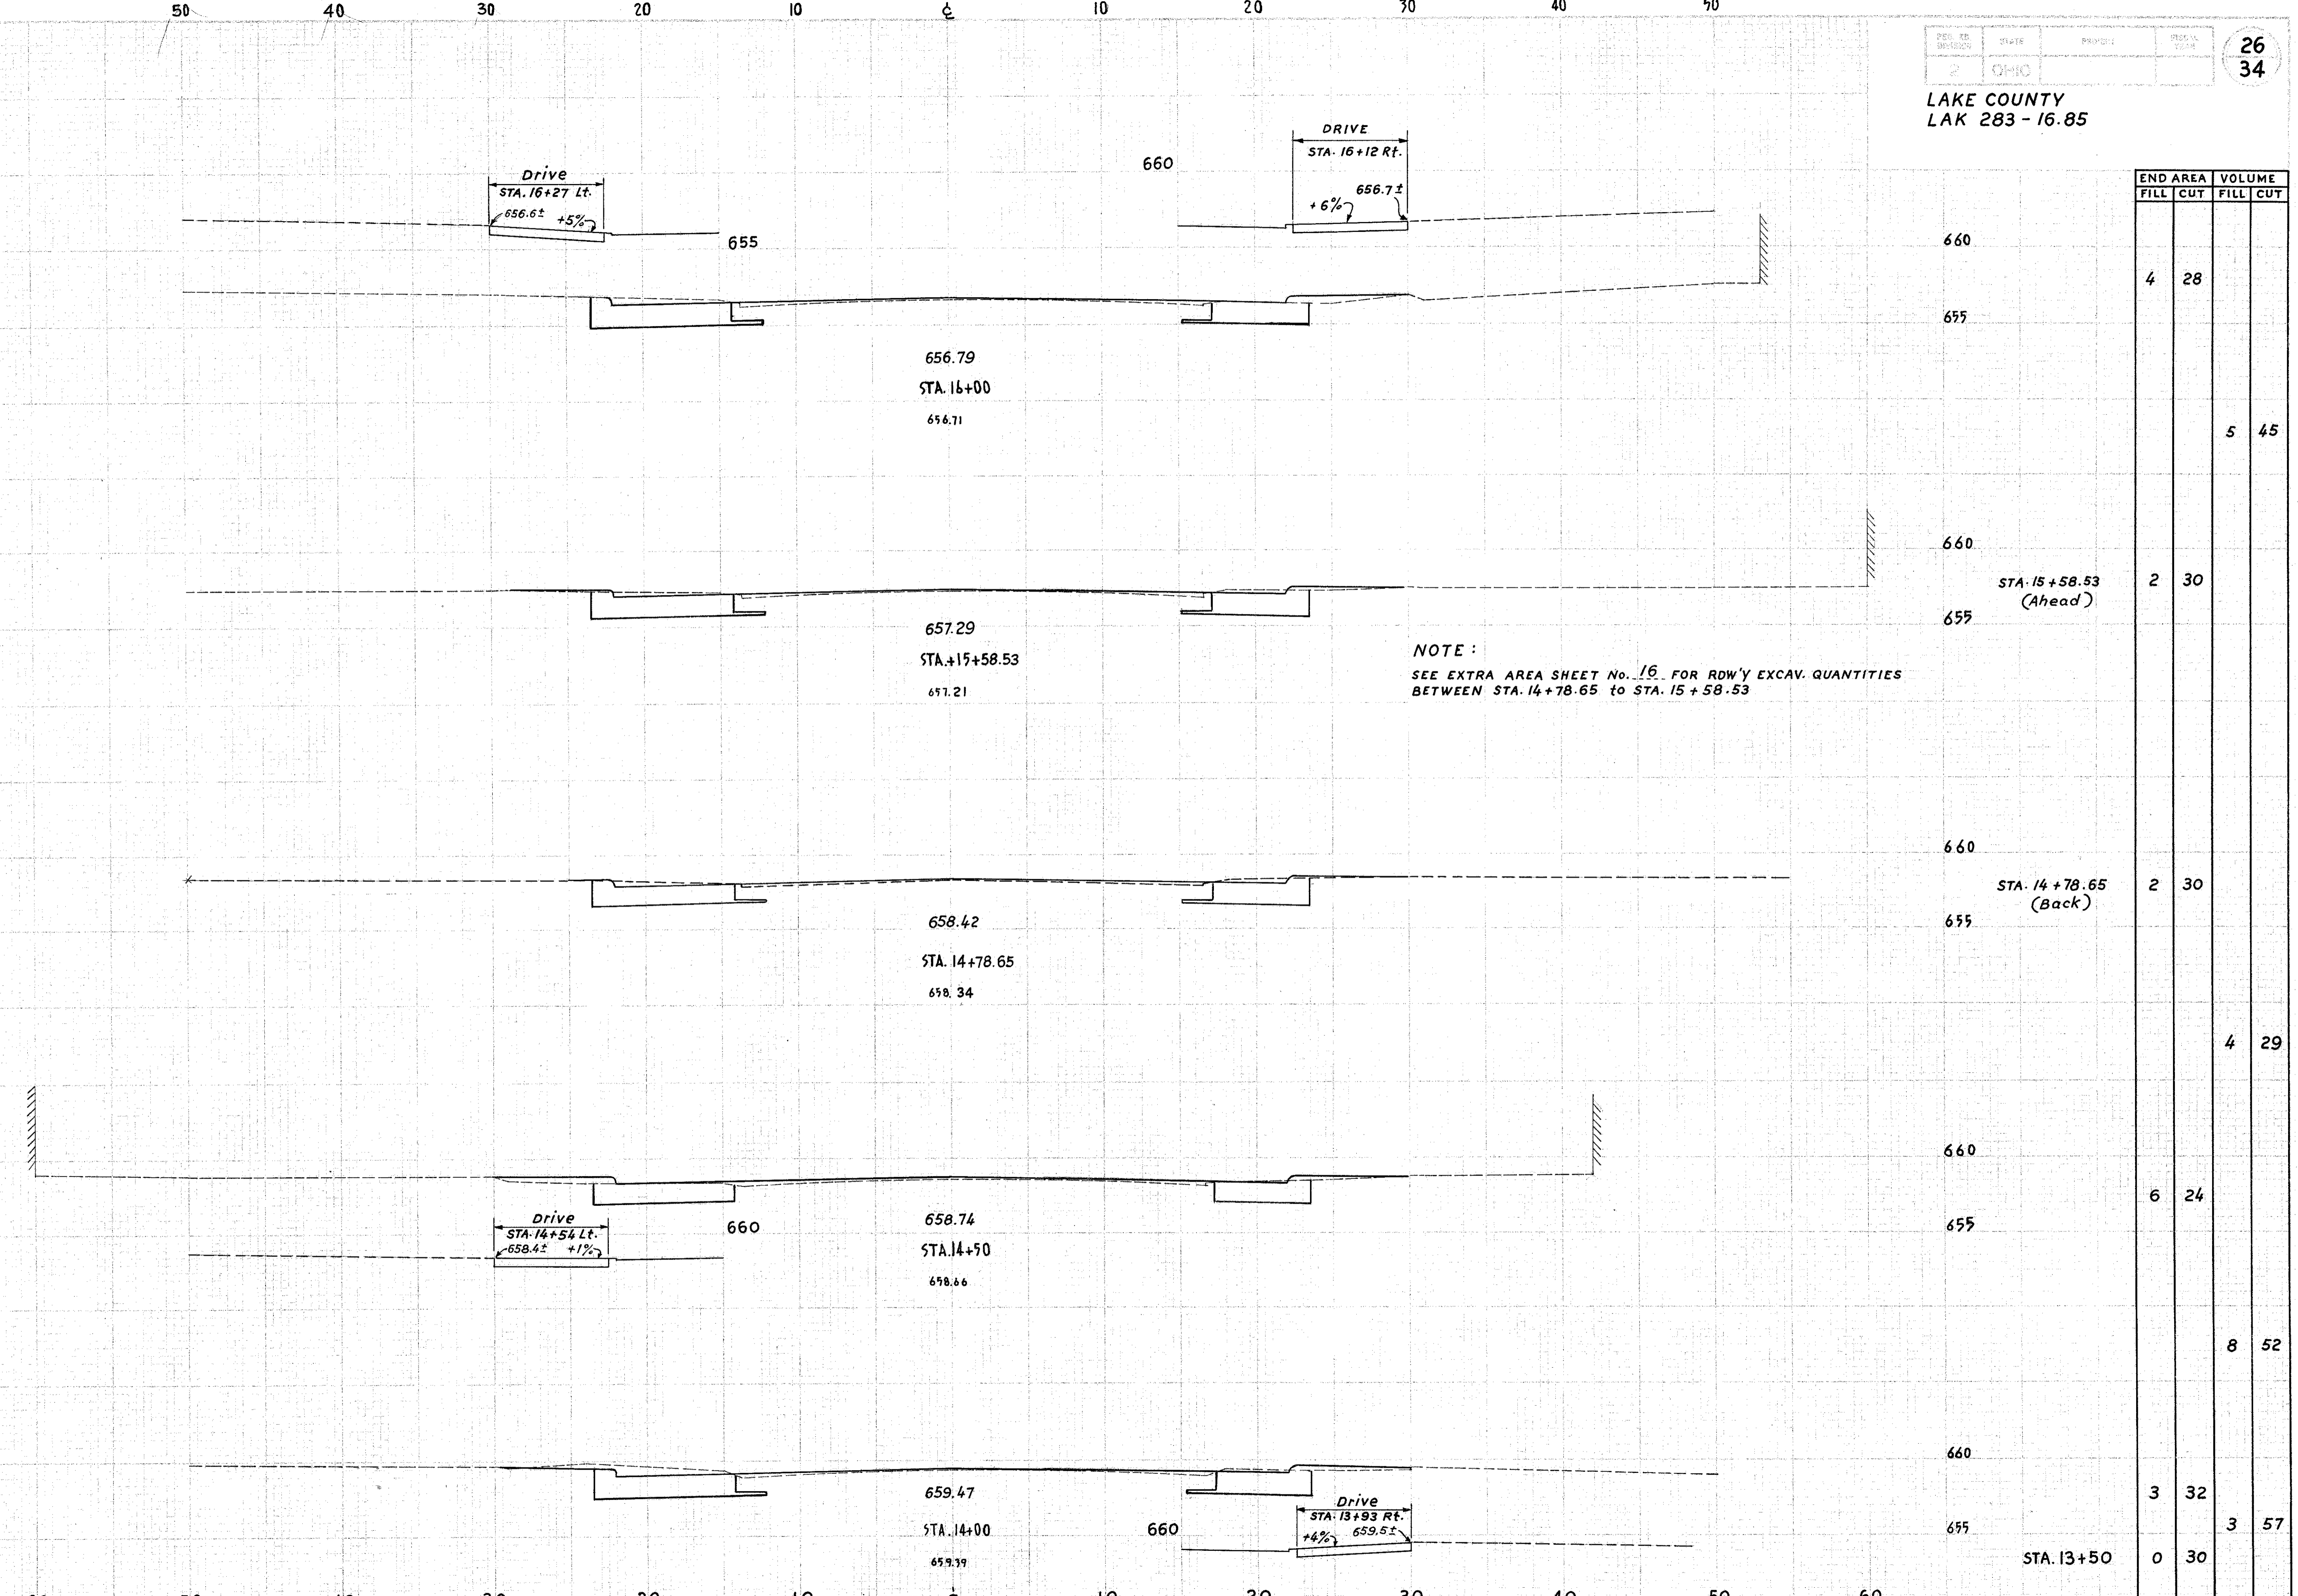 50 40 30 20 10 ℄ 10 20 30 40 50
26
34
2 OHIO
LAKE COUNTY
LAK 283 - 16.85
END AREA VOLUME
FILL CUT FILL CUT
DRIVE
STA. 16+12 Rt.
660
656.7±
+6%
Drive
STA. 16+27 Lt.
656.6± +5%
655
660
4 28
655
656.79
STA. 16+00
656.71
5 45
660
STA. 15+58.53 2 30
(Ahead)
655
657.29
STA.+15+58.53
657.21
NOTE:
SEE EXTRA AREA SHEET No. 16 FOR RDW'Y EXCAV. QUANTITIES
BETWEEN STA. 14+78.65 to STA. 15+58.53
660
STA. 14+78.65 2 30
(Back)
655
658.42
STA. 14+78.65
658.34
4 29
660
6 24
655
Drive
STA. 14+54 Lt.
658.4± +1%
660
658.74
STA.14+50
658.66
8 52
660
3 32
659.47
Drive
STA. 13+93 Rt.
+4% 659.5±
660
STA. 14+00
659.39
655
3 57
STA. 13+50 0 30